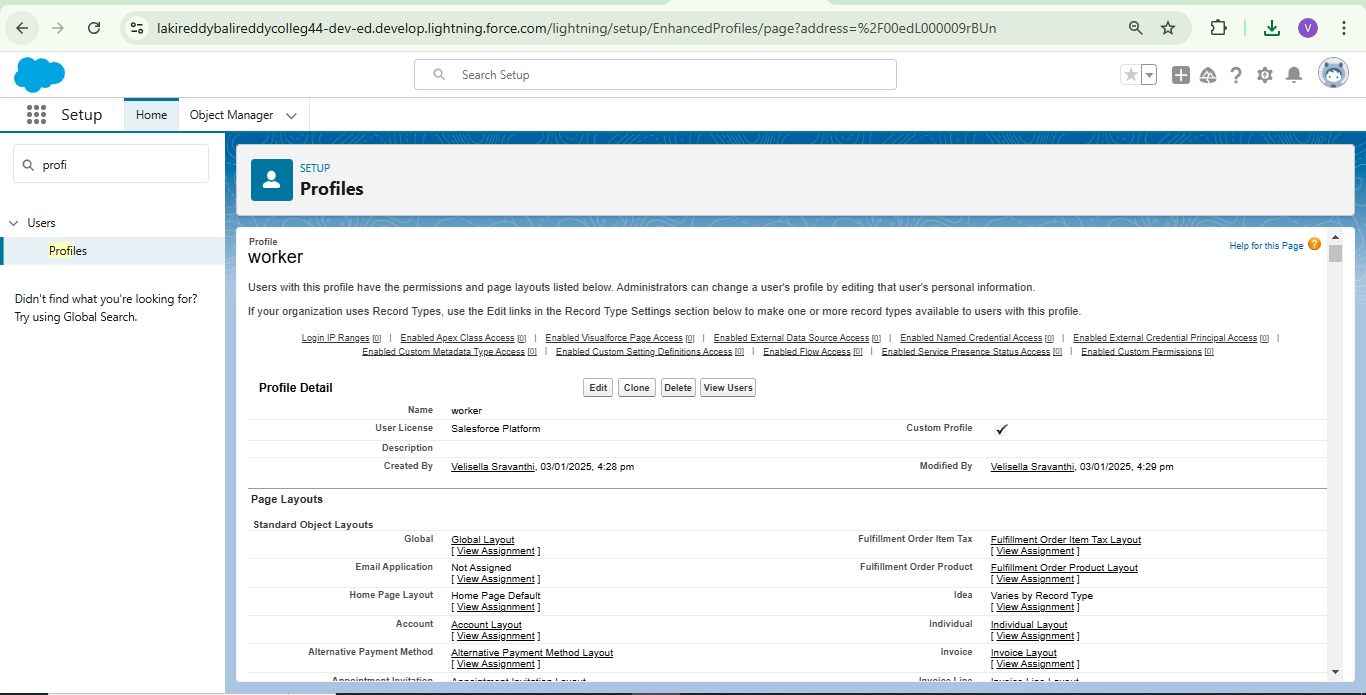 lakireddybalireddycolleg44-dev-ed.develop.lightning.force.com/lightning/setup/EnhancedProfiles/page?address=%2F00edL000009rBUn
V
Search Setup
Setup
Home
Object Manager
profi
Users
Profiles
Didn't find what you're looking for?
Try using Global Search.
SETUP
Profiles
Profile
worker
Help for this Page ?
Users with this profile have the permissions and page layouts listed below. Administrators can change a user's profile by editing that user's personal information.
If your organization uses Record Types, use the Edit links in the Record Type Settings section below to make one or more record types available to users with this profile.
Login IP Ranges [0] | Enabled Apex Class Access [0] | Enabled Visualforce Page Access [0] | Enabled External Data Source Access [0] | Enabled Named Credential Access [0] | Enabled External Credential Principal Access [0] |
Enabled Custom Metadata Type Access [0] | Enabled Custom Setting Definitions Access [0] | Enabled Flow Access [0] | Enabled Service Presence Status Access [0] | Enabled Custom Permissions [0]
Profile Detail Edit Clone Delete View Users
Name worker
User License Salesforce Platform Custom Profile ✓
Description
Created By Velisella Sravanthi, 03/01/2025, 4:28 pm Modified By Velisella Sravanthi, 03/01/2025, 4:29 pm
Page Layouts
Standard Object Layouts
Global Global Layout Fulfillment Order Item Tax Fulfillment Order Item Tax Layout
[ View Assignment ] [ View Assignment ]
Email Application Not Assigned Fulfillment Order Product Fulfillment Order Product Layout
[ View Assignment ] [ View Assignment ]
Home Page Layout Home Page Default Idea Varies by Record Type
[ View Assignment ] [ View Assignment ]
Account Account Layout Individual Individual Layout
[ View Assignment ] [ View Assignment ]
Alternative Payment Method Alternative Payment Method Layout Invoice Invoice Layout
[ View Assignment ] [ View Assignment ]
Appointment Invitation Appointment Invitation Layout Invoice Line Invoice Line Layout